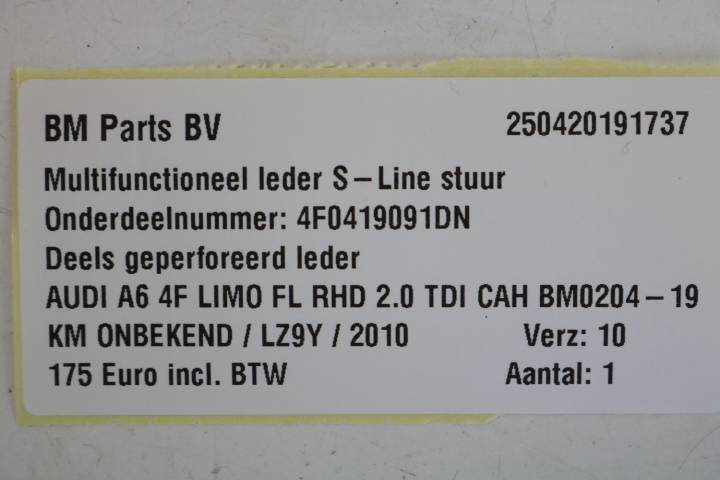 BM Parts BV 250420191737
Multifunctioneel leder S-Line stuur
Onderdeelnummer: 4F0419091DN
Deels geperforeerd leder
AUDI A6 4F LIMO FL RHD 2.0 TDI CAH BM0204-19
KM ONBEKEND / LZ9Y / 2010 Verz: 10
175 Euro incl. BTW Aantal: 1